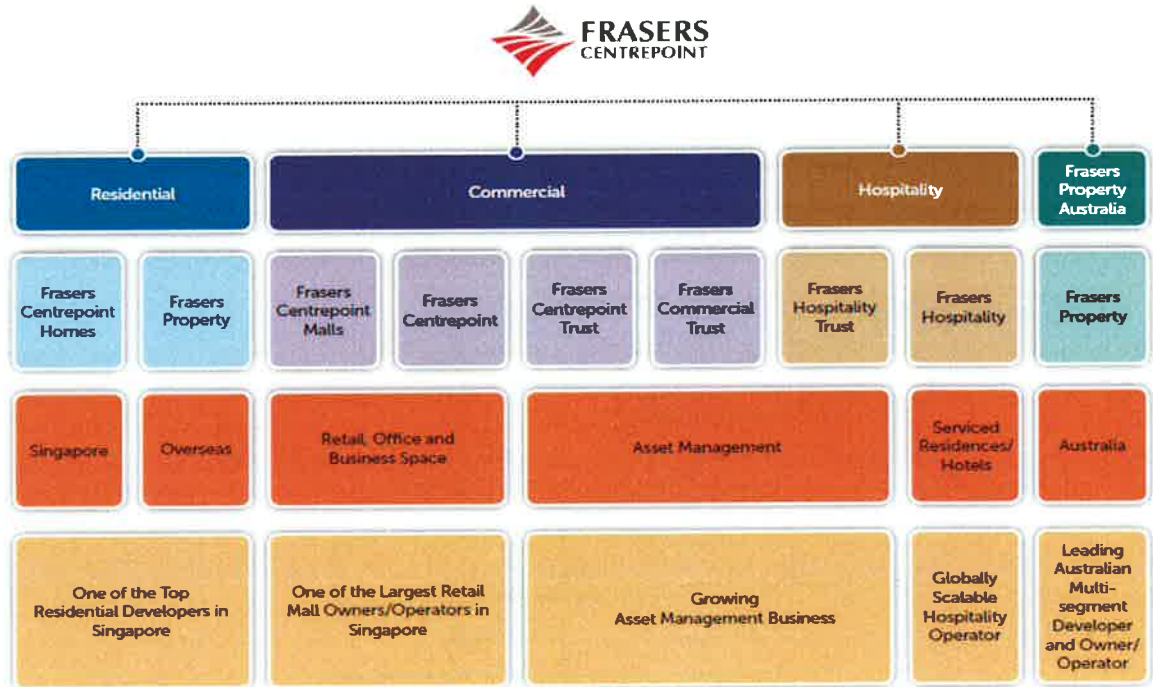 FRASERS
CENTREPOINT
Residential
Commercial
Hospitality
Frasers
Property
Australia
Frasers
Centrepoint
Homes
Frasers
Property
Frasers
Centrepoint
Malls
Frasers
Centrepoint
Frasers
Centrepoint
Trust
Frasers
Commercial
Trust
Frasers
Hospitality
Trust
Frasers
Hospitality
Frasers
Property
Singapore
Overseas
Retail, Office and
Business Space
Asset Management
Serviced
Residences/
Hotels
Australia
One of the Top
Residential Developers in
Singapore
One of the Largest Retail
Mall Owners/Operators in
Singapore
Growing
Asset Management Business
Globally
Scalable
Hospitality
Operator
Leading
Australian
Multi-
segment
Developer
and Owner/
Operator